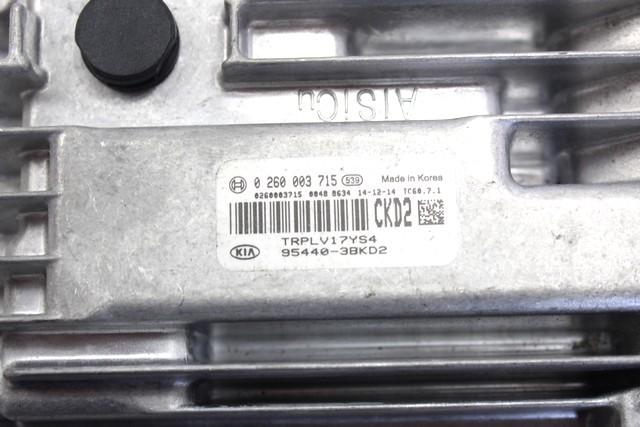 AlSiCu
0 260 003 715 539 Made in Korea
0260003715 0048 8634 14-12-14 TC60.7.1
CKD2
TRPLV17YS4
KIA 95440-3BKD2